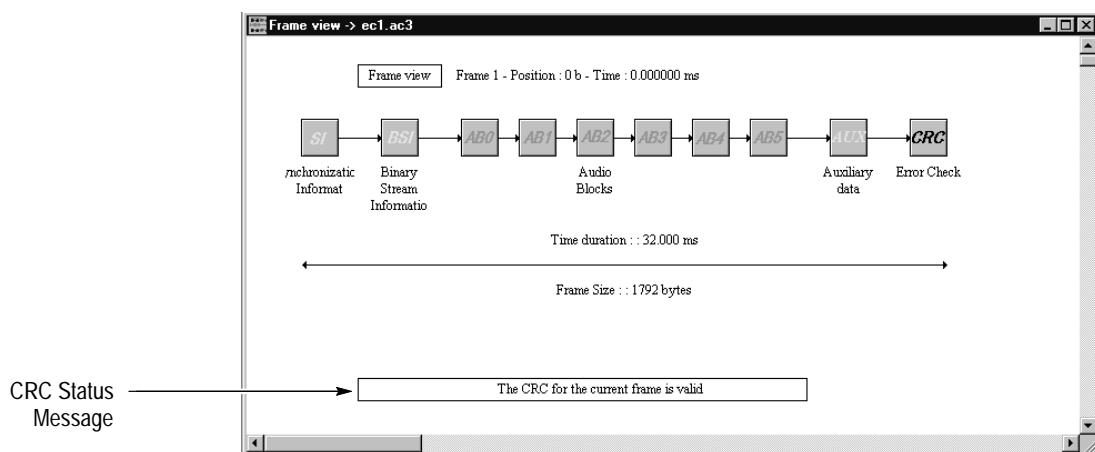 Frame view -> ec1.ac3
Frame view
Frame 1 - Position : 0 b - Time : 0.000000 ms
SI
BSI
AB0
AB1
AB2
AB3
AB4
AB5
AUX
CRC
ynchronizatic
Informat
Binary
Stream
Informatio
Audio
Blocks
Auxiliary
data
Error Check
Time duration : : 32.000 ms
Frame Size : : 1792 bytes
CRC Status
Message
The CRC for the current frame is valid